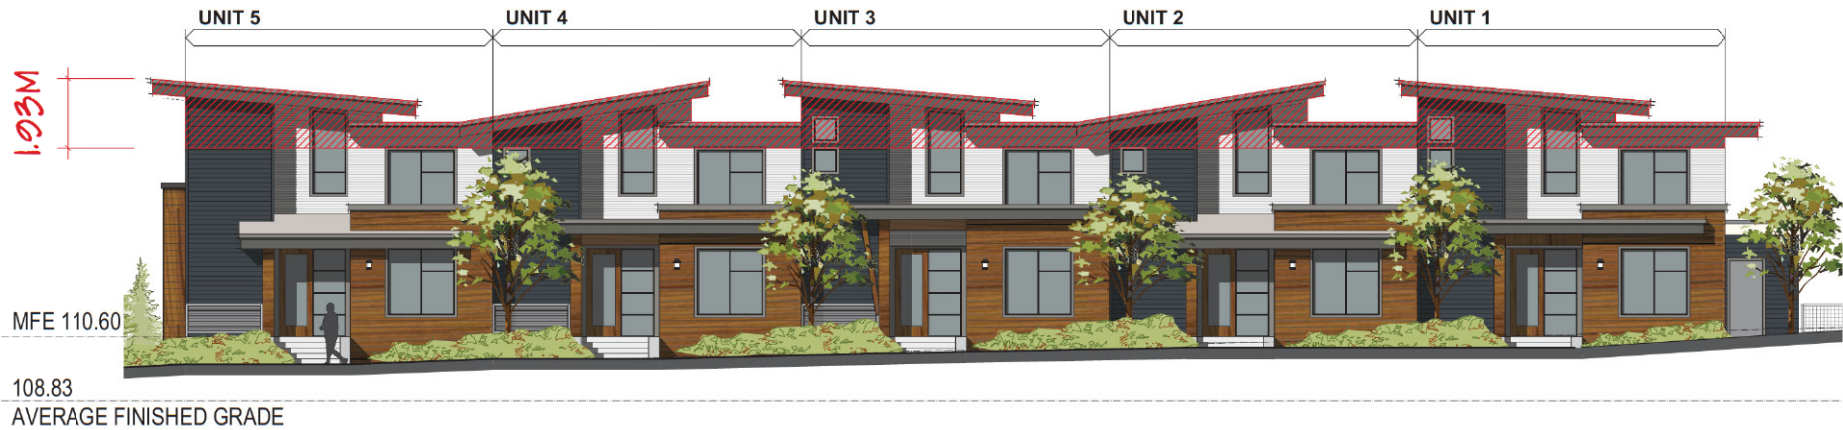 UNIT 5
UNIT 4
UNIT 3
UNIT 2
UNIT 1
1.93M
MFE 110.60
108.83
AVERAGE FINISHED GRADE